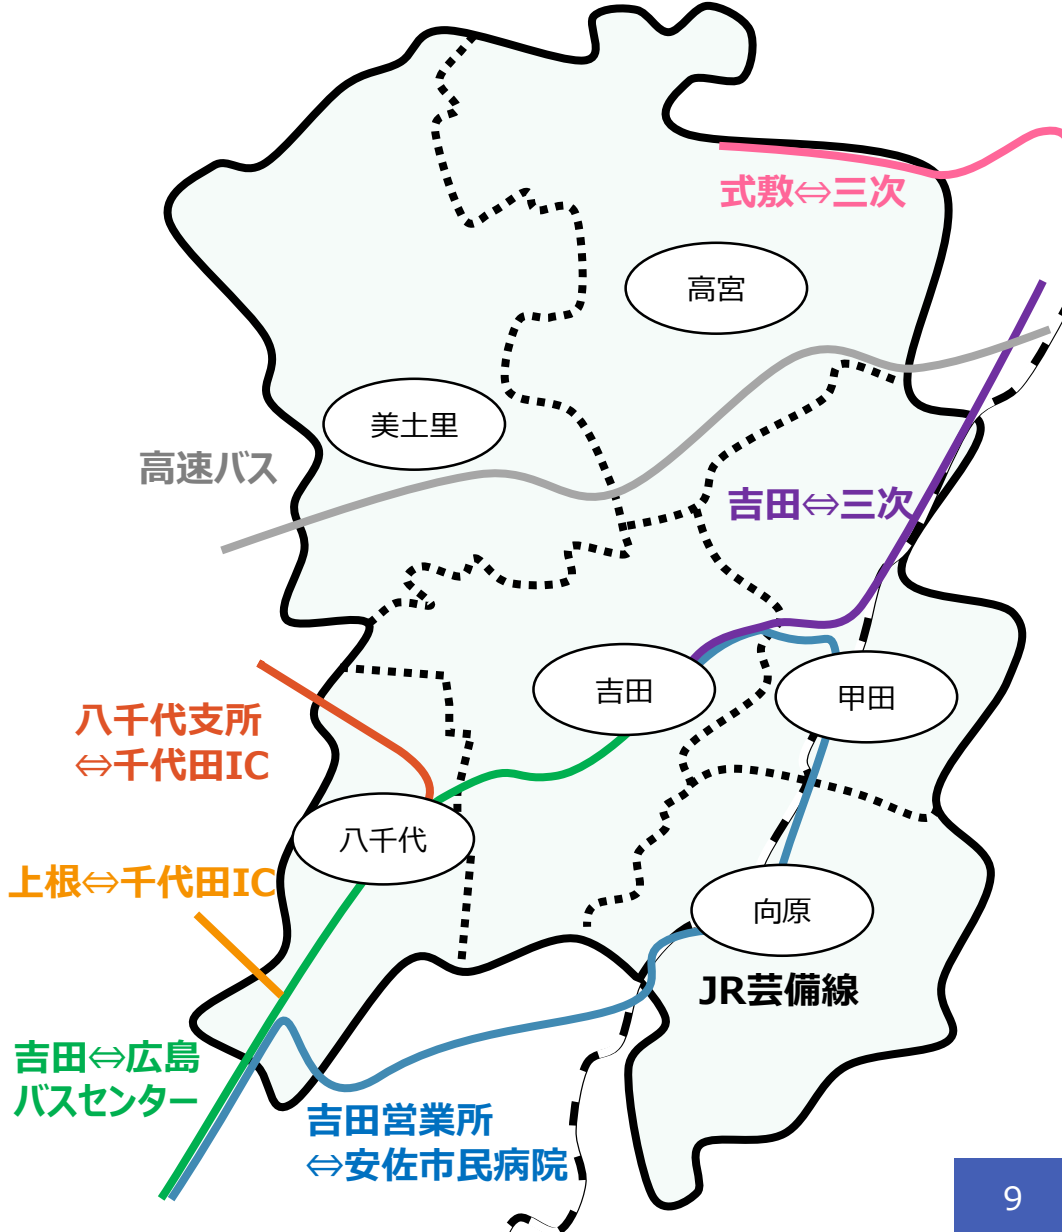 式敷⇔三次
高宮
美土里
高速バス
吉田⇔三次
吉田
甲田
八千代支所
⇔千代田IC
八千代
上根⇔千代田IC
向原
JR芸備線
吉田⇔広島
バスセンター
吉田営業所
⇔安佐市民病院
9